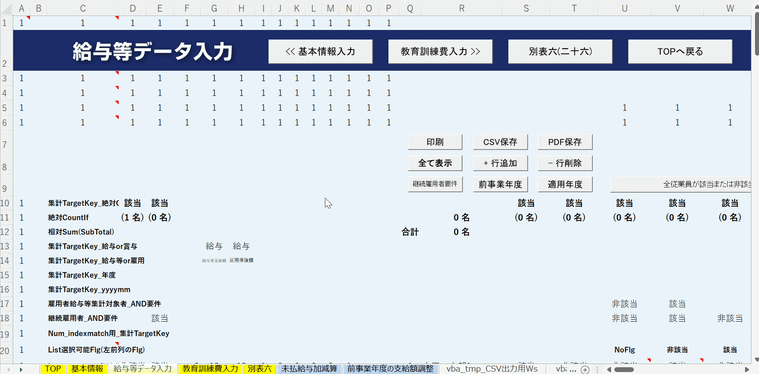 A B C D E F G H I J K L M N O P Q R S T U V W
1 1 1 1 1 1 1 1 1 1 1 1 1 1 1 1
2 給与等データ入力 << 基本情報入力 教育訓練費入力 >> 別表六(二十六) TOPへ戻る
3 1 1 1 1 1 1 1 1 1 1 1 1 1 1 1
4 1 1 1 1 1 1 1 1 1 1 1 1 1 1 1
5 1 1 1 1 1 1 1 1 1 1 1 1 1 1 1 1 1 1
6 1 1 1 1 1 1 1 1 1 1 1 1 1 1 1 1 1 1
7 印刷 CSV保存 PDF保存
8 全て表示 + 行追加 − 行削除
9 継続雇用者要件 前事業年度 適用年度 全従業員が該当または非該
10 1 集計TargetKey_絶対C 該当 該当 該当 該当 該当 該当 該当
11 1 絶対CountIf (1 名) (0 名) 0 名 (0 名) (0 名) (0 名) (0 名) (0 名)
12 1 相対Sum(SubTotal) 合計 0 名
13 1 集計TargetKey_給与or賞与 給与 給与
14 1 集計TargetKey_給与等or雇用 給与等支給額 雇用保険額
15 1 集計TargetKey_年度
16 1 集計TargetKey_yyyymm
17 1 雇用者給与等集計対象者_AND要件 非該当 該当
18 1 継続雇用者_AND要件 該当 非該当 該当 非該当
19 1 Num_indexmatch用_集計TargetKey
20 1 List選択可能Flg(左前列のFlg) NoFlg 非該当 該当
TOP 基本情報 給与等データ入力 教育訓練費入力 別表六 未払給与加減算 前事業年度の支給額調整 vba_tmp_CSV出力用Ws vba ...